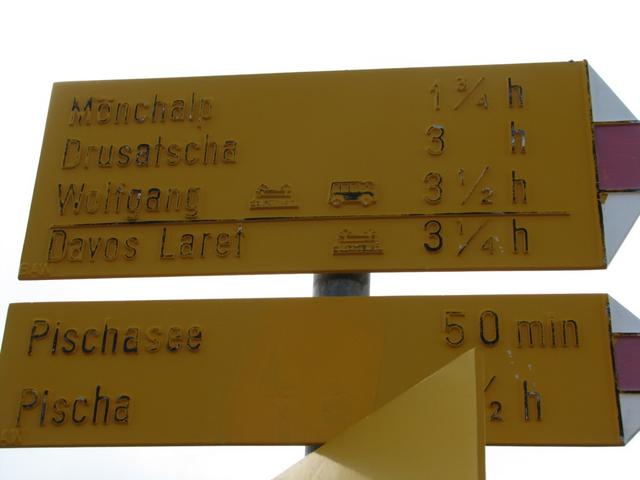 Mönchalp 1 3/4 h
Drusatscha 3 h
Wolfgang 3 1/2 h
Davos Laret 3 1/4 h
Pischasee 50 min
Pischa /2 h